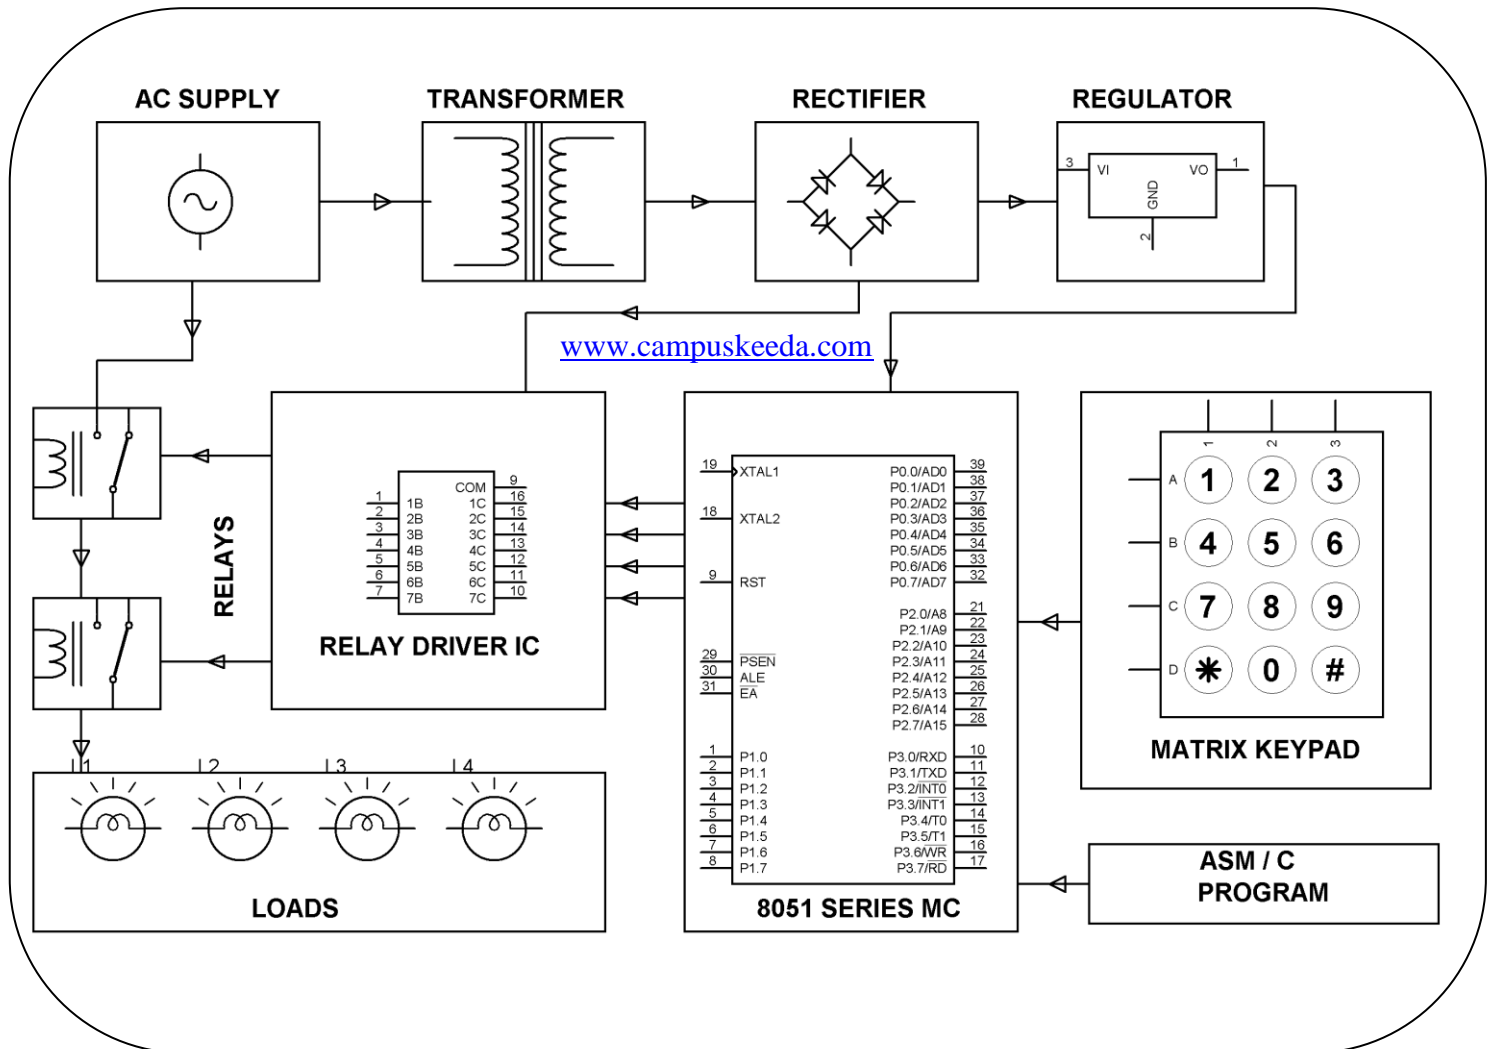 AC SUPPLY
TRANSFORMER
RECTIFIER
REGULATOR
3 VI VO 1
GND
2
www.campuskeeda.com
RELAYS
COM 9
1 1B 1C 16
2 2B 2C 15
3 3B 3C 14
4 4B 4C 13
5 5B 5C 12
6 6B 6C 11
7 7B 7C 10
RELAY DRIVER IC
19 XTAL1 P0.0/AD0 39
P0.1/AD1 38
P0.2/AD2 37
18 XTAL2 P0.3/AD3 36
P0.4/AD4 35
P0.5/AD5 34
P0.6/AD6 33
9 RST P0.7/AD7 32
P2.0/A8 21
P2.1/A9 22
P2.2/A10 23
29 PSEN P2.3/A11 24
30 ALE P2.4/A12 25
31 EA P2.5/A13 26
P2.6/A14 27
P2.7/A15 28
1 P1.0 P3.0/RXD 10
2 P1.1 P3.1/TXD 11
3 P1.2 P3.2/INT0 12
4 P1.3 P3.3/INT1 13
5 P1.4 P3.4/T0 14
6 P1.5 P3.5/T1 15
7 P1.6 P3.6/WR 16
8 P1.7 P3.7/RD 17
8051 SERIES MC
1 2 3
A 1 2 3
B 4 5 6
C 7 8 9
D * 0 #
MATRIX KEYPAD
L1 L2 L3 L4
LOADS
ASM / C
PROGRAM